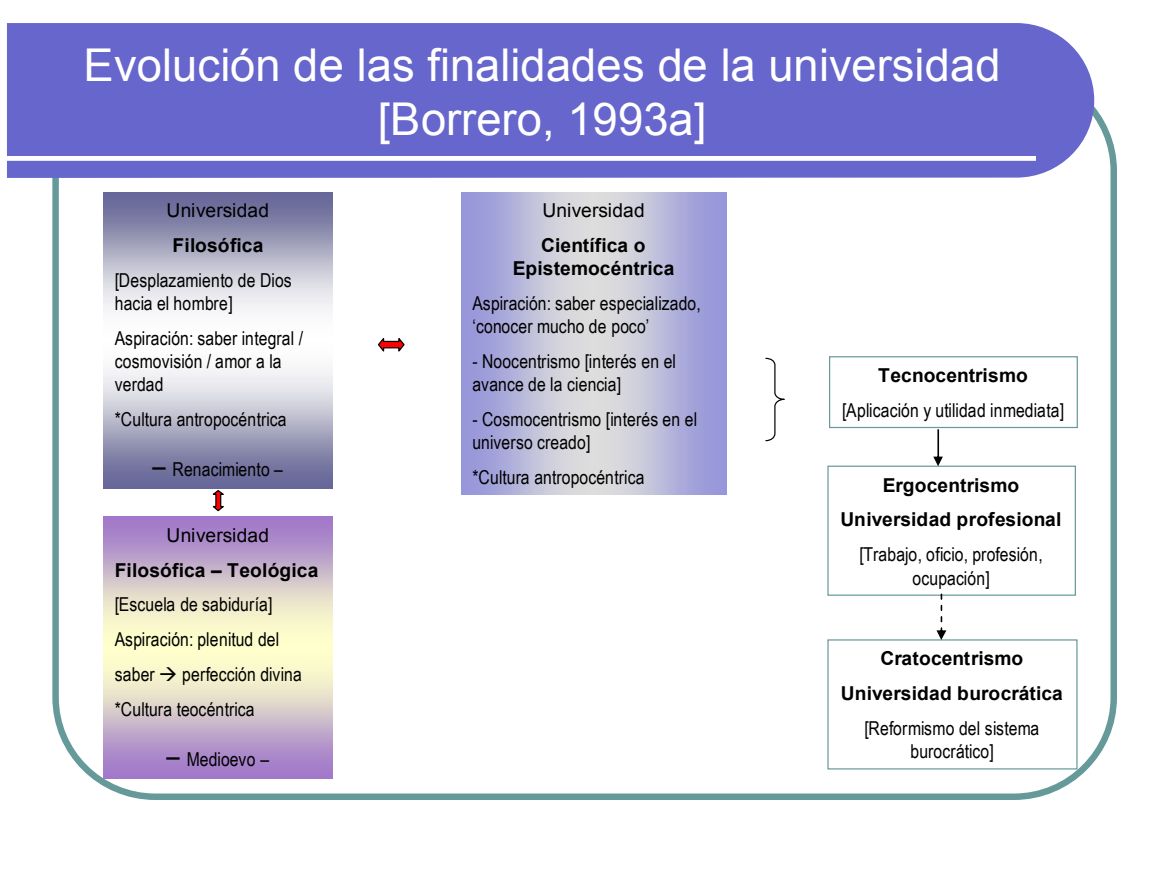 Evolución de las finalidades de la universidad
[Borrero, 1993a]
Universidad
Filosófica
[Desplazamiento de Dios
hacia el hombre]
Aspiración: saber integral /
cosmovisión / amor a la
verdad
*Cultura antropocéntrica
– Renacimiento –
Universidad
Filosófica – Teológica
[Escuela de sabiduría]
Aspiración: plenitud del
saber → perfección divina
*Cultura teocéntrica
– Medioevo –
Universidad
Científica o
Epistemocéntrica
Aspiración: saber especializado,
‘conocer mucho de poco’
- Noocentrismo [interés en el
avance de la ciencia]
- Cosmocentrismo [interés en el
universo creado]
*Cultura antropocéntrica
Tecnocentrismo
[Aplicación y utilidad inmediata]
Ergocentrismo
Universidad profesional
[Trabajo, oficio, profesión,
ocupación]
Cratocentrismo
Universidad burocrática
[Reformismo del sistema
burocrático]